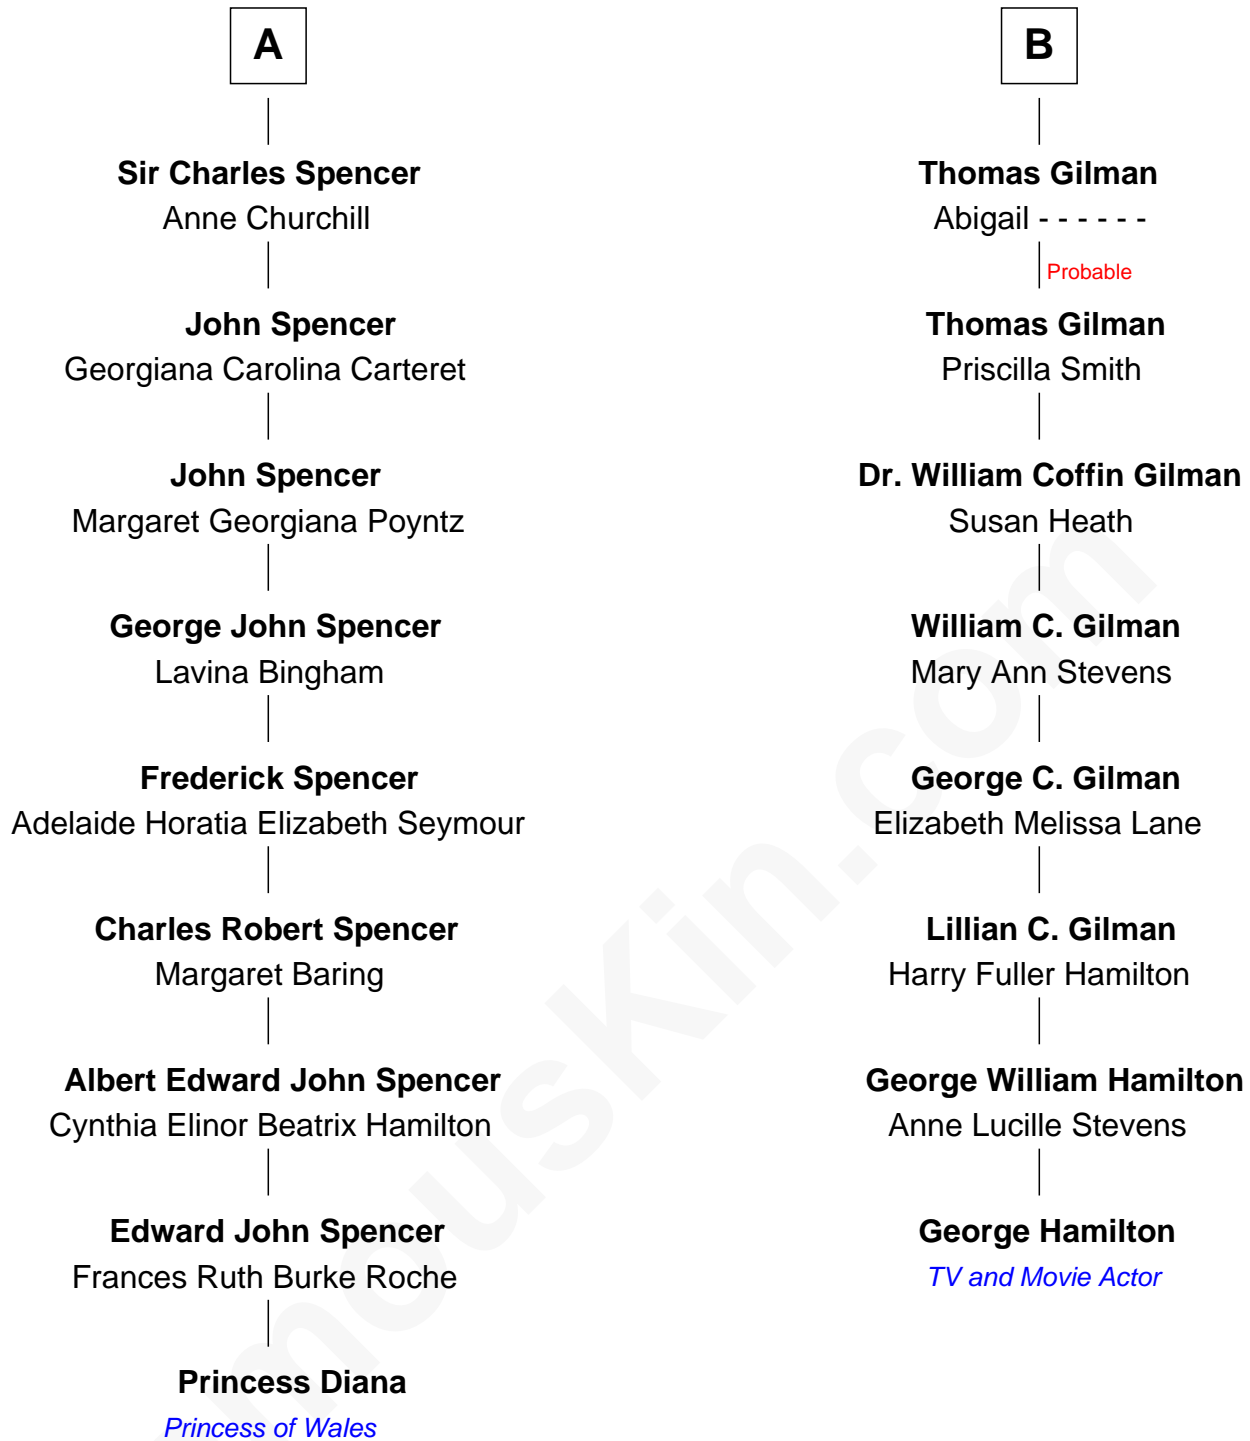 A
Sir Charles Spencer
Anne Churchill
John Spencer
Georgiana Carolina Carteret
John Spencer
Margaret Georgiana Poyntz
George John Spencer
Lavina Bingham
Frederick Spencer
Adelaide Horatia Elizabeth Seymour
Charles Robert Spencer
Margaret Baring
Albert Edward John Spencer
Cynthia Elinor Beatrix Hamilton
Edward John Spencer
Frances Ruth Burke Roche
Princess Diana
Princess of Wales
B
Thomas Gilman
Abigail - - - - - -
Probable
Thomas Gilman
Priscilla Smith
Dr. William Coffin Gilman
Susan Heath
William C. Gilman
Mary Ann Stevens
George C. Gilman
Elizabeth Melissa Lane
Lillian C. Gilman
Harry Fuller Hamilton
George William Hamilton
Anne Lucille Stevens
George Hamilton
TV and Movie Actor
mousKin.com